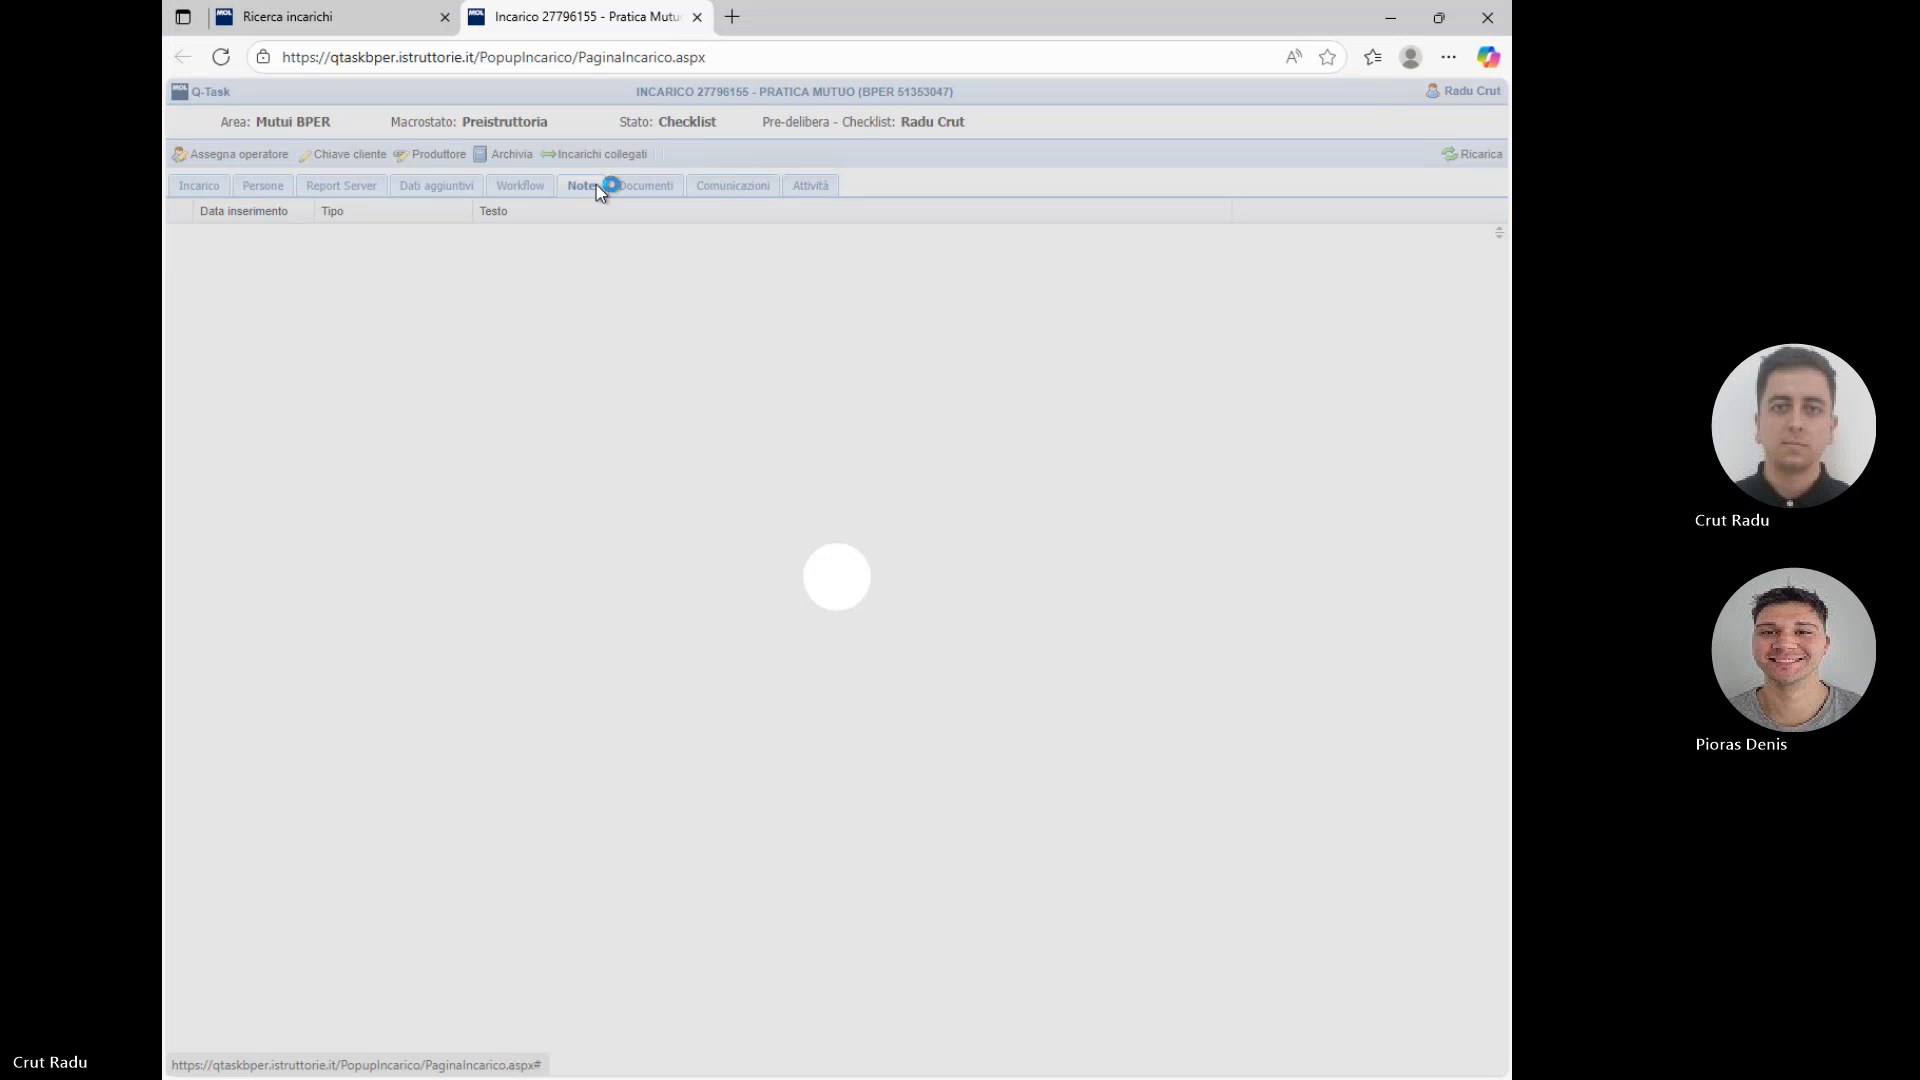 Ricerca incarichi
Incarico 27796155 - Pratica Mutu
https://qtaskbper.istruttorie.it/PopupIncarico/PaginaIncarico.aspx
MOL Q-Task
INCARICO 27796155 - PRATICA MUTUO (BPER 51353047)
Radu Crut
Area: Mutui BPER Macrostato: Preistruttoria Stato: Checklist Pre-delibera - Checklist: Radu Crut
Assegna operatore Chiave cliente Produttore Archivia Incarichi collegati Ricarica
Incarico Persone Report Server Dati aggiuntivi Workflow Note Documenti Comunicazioni Attività
Data inserimento Tipo Testo
Crut Radu
Pioras Denis
https://qtaskbper.istruttorie.it/PopupIncarico/PaginaIncarico.aspx#
Crut Radu